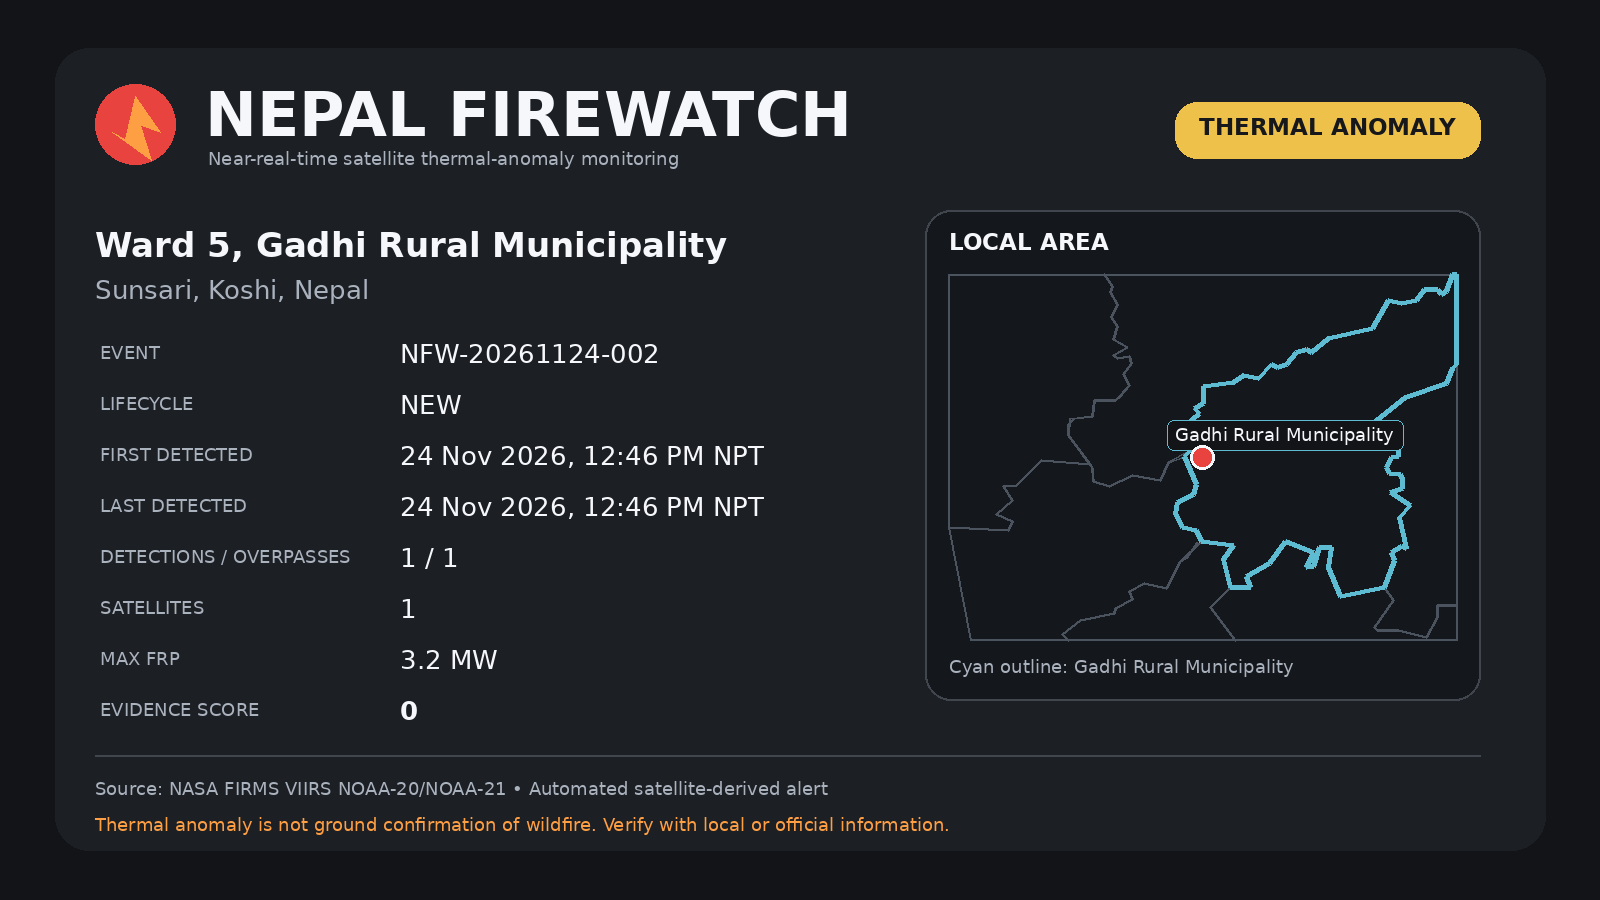 NEPAL FIREWATCH
Near-real-time satellite thermal-anomaly monitoring
THERMAL ANOMALY
Ward 5, Gadhi Rural Municipality
Sunsari, Koshi, Nepal
EVENT NFW-20261124-002
LIFECYCLE NEW
FIRST DETECTED 24 Nov 2026, 12:46 PM NPT
LAST DETECTED 24 Nov 2026, 12:46 PM NPT
DETECTIONS / OVERPASSES 1 / 1
SATELLITES 1
MAX FRP 3.2 MW
EVIDENCE SCORE 0
LOCAL AREA
Gadhi Rural Municipality
Cyan outline: Gadhi Rural Municipality
Source: NASA FIRMS VIIRS NOAA-20/NOAA-21 • Automated satellite-derived alert
Thermal anomaly is not ground confirmation of wildfire. Verify with local or official information.